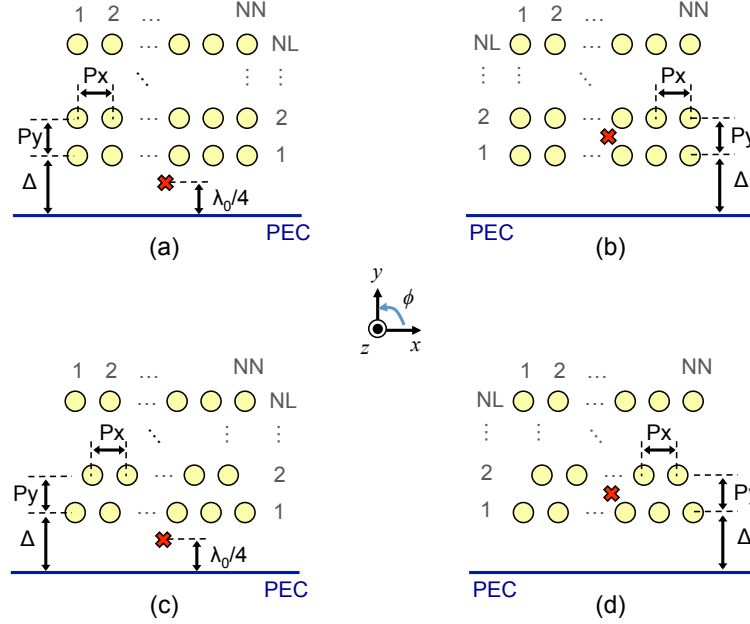 1 2 ... NN
NL
Px
Py
2
1
Δ
λ₀/4
PEC
(a)
1 2 ... NN
NL
Px
2
Py
1
Δ
PEC
(b)
y
ϕ
z
x
1 2 ... NN
NL
Px
Py
2
1
Δ
λ₀/4
PEC
(c)
1 2 ... NN
NL
Px
2
Py
1
Δ
PEC
(d)